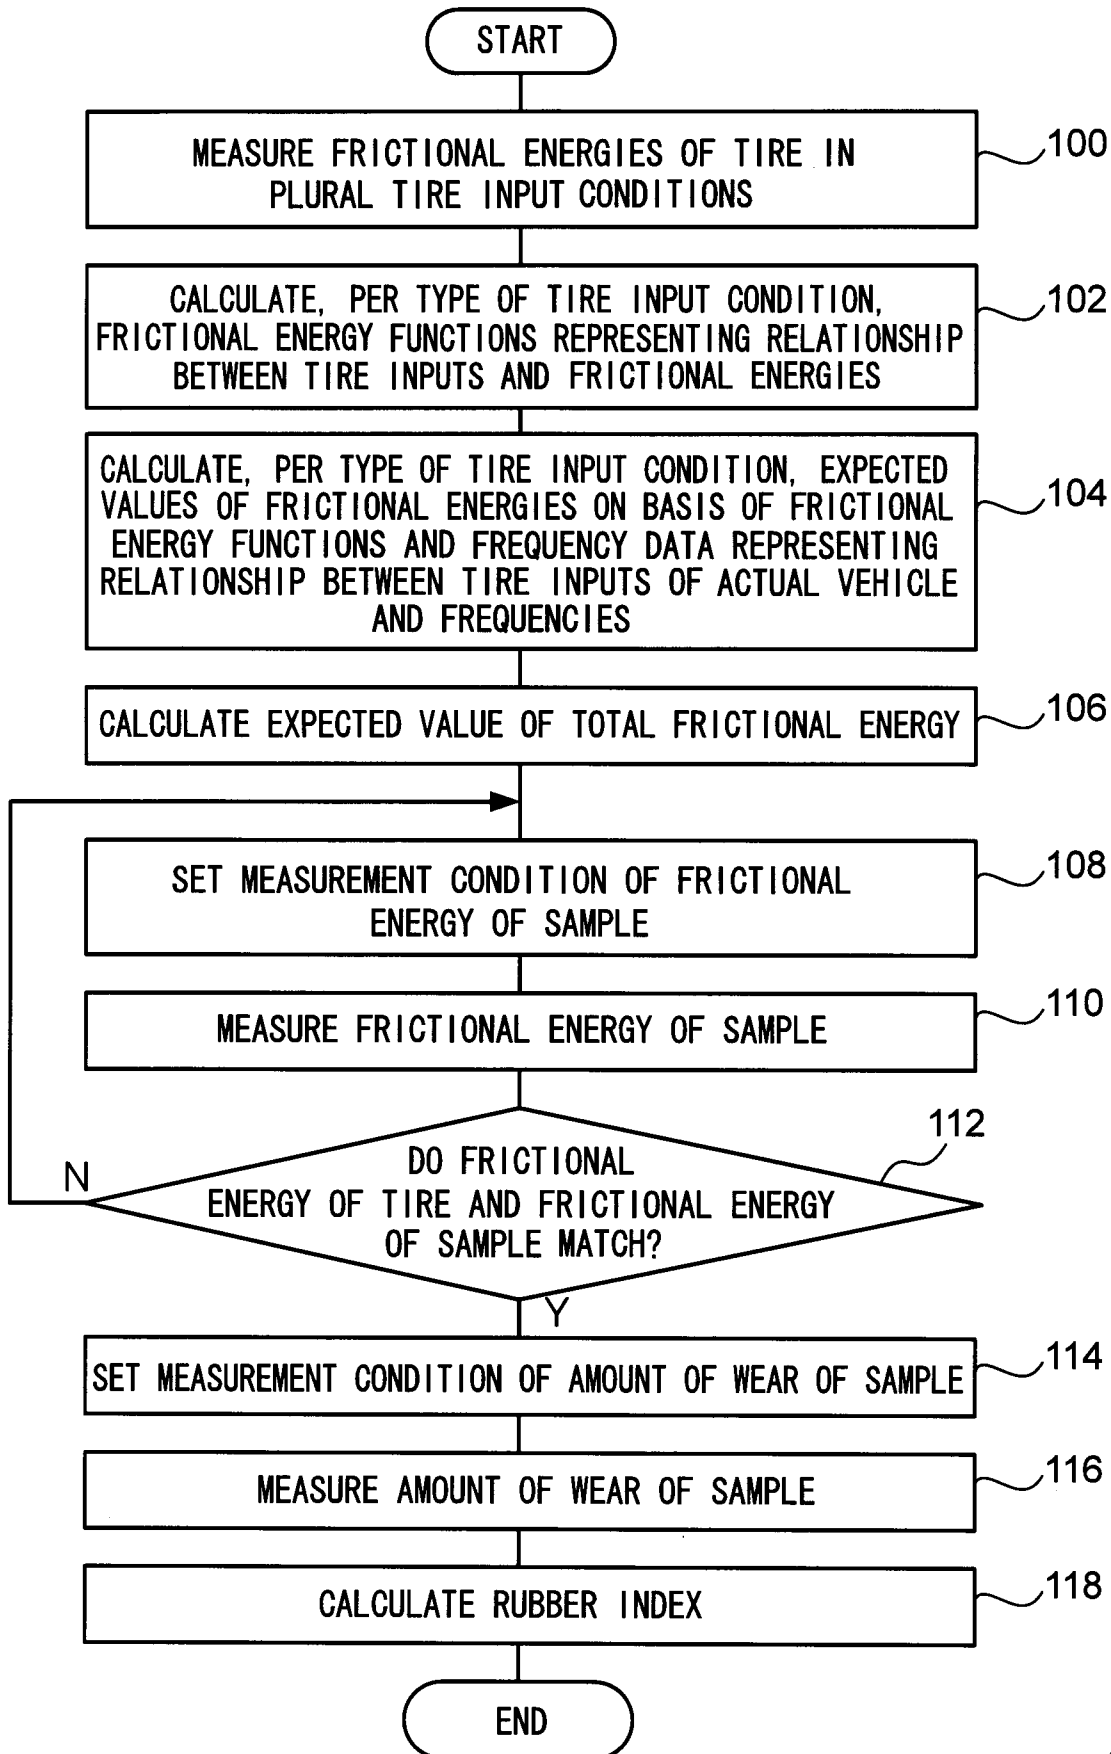 START
MEASURE FRICTIONAL ENERGIES OF TIRE IN
PLURAL TIRE INPUT CONDITIONS
100
CALCULATE, PER TYPE OF TIRE INPUT CONDITION,
FRICTIONAL ENERGY FUNCTIONS REPRESENTING RELATIONSHIP
BETWEEN TIRE INPUTS AND FRICTIONAL ENERGIES
102
CALCULATE, PER TYPE OF TIRE INPUT CONDITION, EXPECTED
VALUES OF FRICTIONAL ENERGIES ON BASIS OF FRICTIONAL
ENERGY FUNCTIONS AND FREQUENCY DATA REPRESENTING
RELATIONSHIP BETWEEN TIRE INPUTS OF ACTUAL VEHICLE
AND FREQUENCIES
104
CALCULATE EXPECTED VALUE OF TOTAL FRICTIONAL ENERGY
106
SET MEASUREMENT CONDITION OF FRICTIONAL
ENERGY OF SAMPLE
108
MEASURE FRICTIONAL ENERGY OF SAMPLE
110
DO FRICTIONAL
ENERGY OF TIRE AND FRICTIONAL ENERGY
OF SAMPLE MATCH?
112
N
Y
SET MEASUREMENT CONDITION OF AMOUNT OF WEAR OF SAMPLE
114
MEASURE AMOUNT OF WEAR OF SAMPLE
116
CALCULATE RUBBER INDEX
118
END